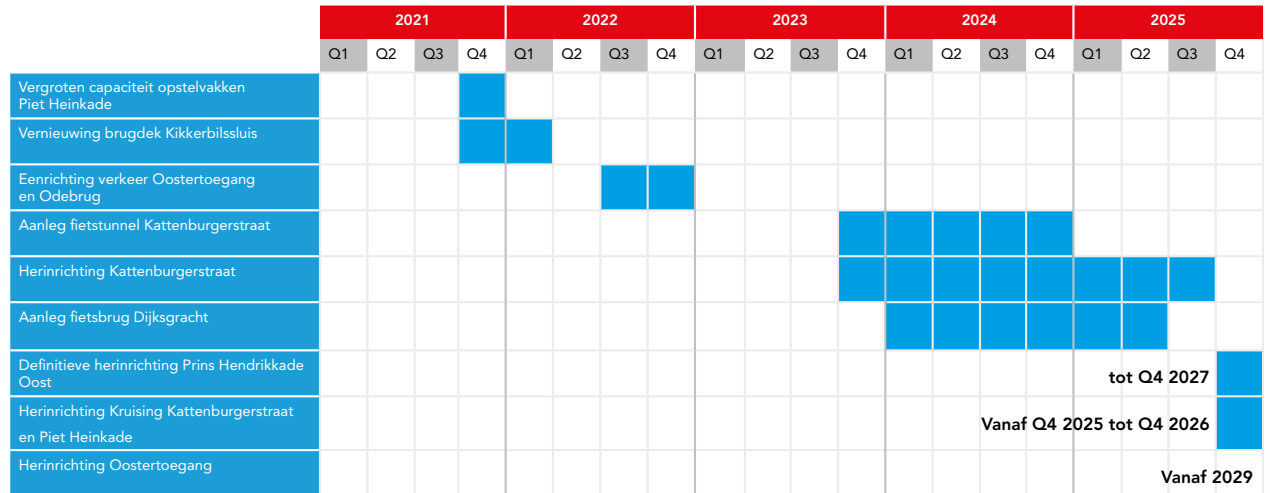 2021 2022 2023 2024 2025
Q1 Q2 Q3 Q4 Q1 Q2 Q3 Q4 Q1 Q2 Q3 Q4 Q1 Q2 Q3 Q4 Q1 Q2 Q3 Q4
Vergroten capaciteit opstelvakken
Piet Heinkade
Vernieuwing brugdek Kikkerbilssluis
Eenrichting verkeer Oostertoegang
en Odebrug
Aanleg fietstunnel Kattenburgerstraat
Herinrichting Kattenburgerstraat
Aanleg fietsbrug Dijksgracht
Definitieve herinrichting Prins Hendrikkade
Oost
tot Q4 2027
Herinrichting Kruising Kattenburgerstraat
en Piet Heinkade
Vanaf Q4 2025 tot Q4 2026
Herinrichting Oostertoegang
Vanaf 2029